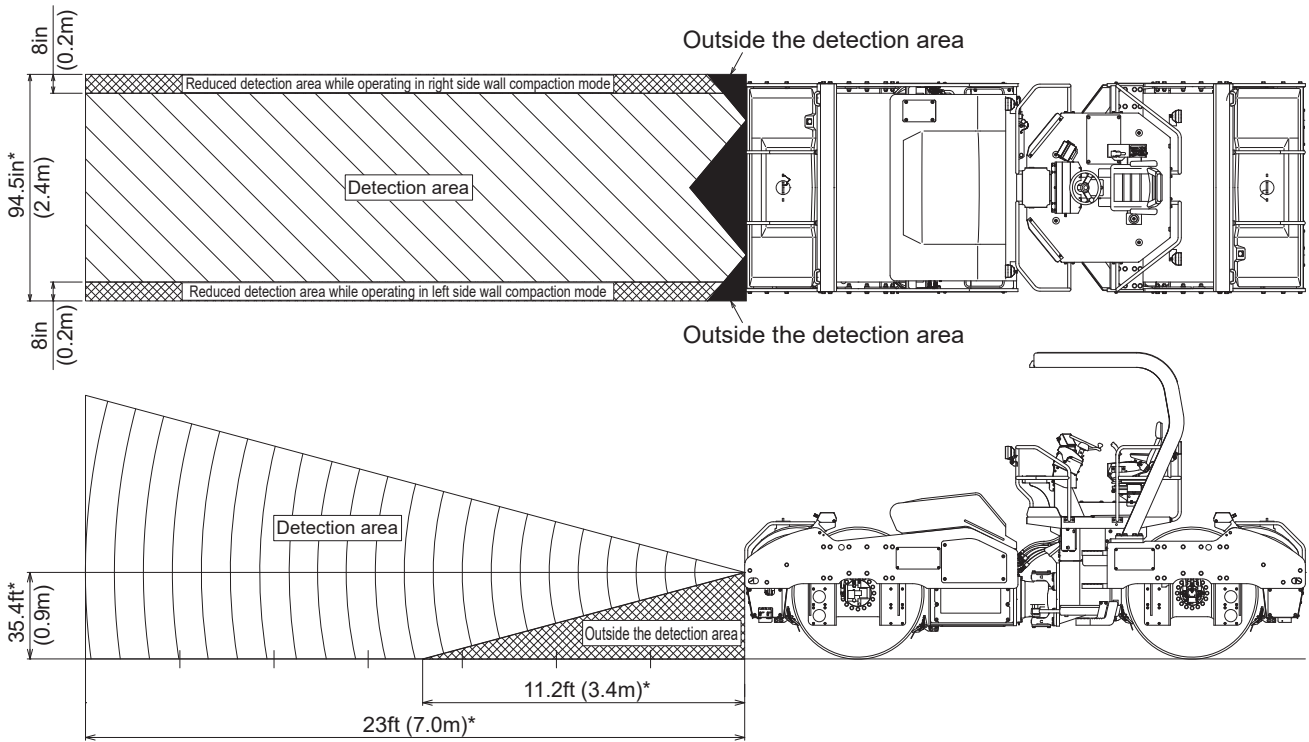 8in
(0.2m)
Outside the detection area
Reduced detection area while operating in right side wall compaction mode
94.5in*
(2.4m)
Detection area
Reduced detection area while operating in left side wall compaction mode
8in
(0.2m)
Outside the detection area
Detection area
35.4ft*
(0.9m)
Outside the detection area
11.2ft (3.4m)*
23ft (7.0m)*